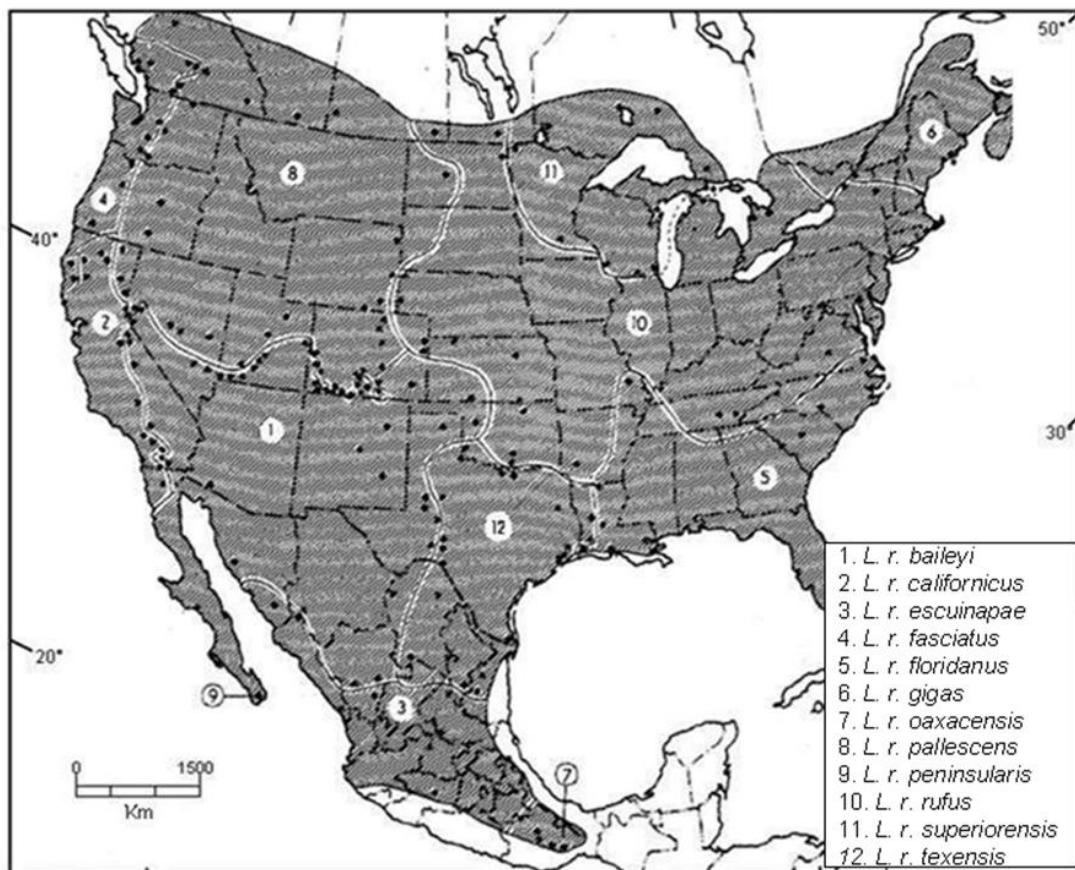 50°
6
11
8
4
40°
2
10
1
30°
5
12
20°
9
3
7
0 1500
Km
1. L. r. baileyi
2. L. r. californicus
3. L. r. escuinapae
4. L. r. fasciatus
5. L. r. floridanus
6. L. r. gigas
7. L. r. oaxacensis
8. L. r. pallescens
9. L. r. peninsularis
10. L. r. rufus
11. L. r. superiorensis
12. L. r. texensis